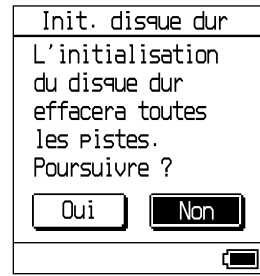 Init. disque dur
L'initialisation
du disque dur
effacera toutes
les pistes.
Poursuivre ?
Oui Non